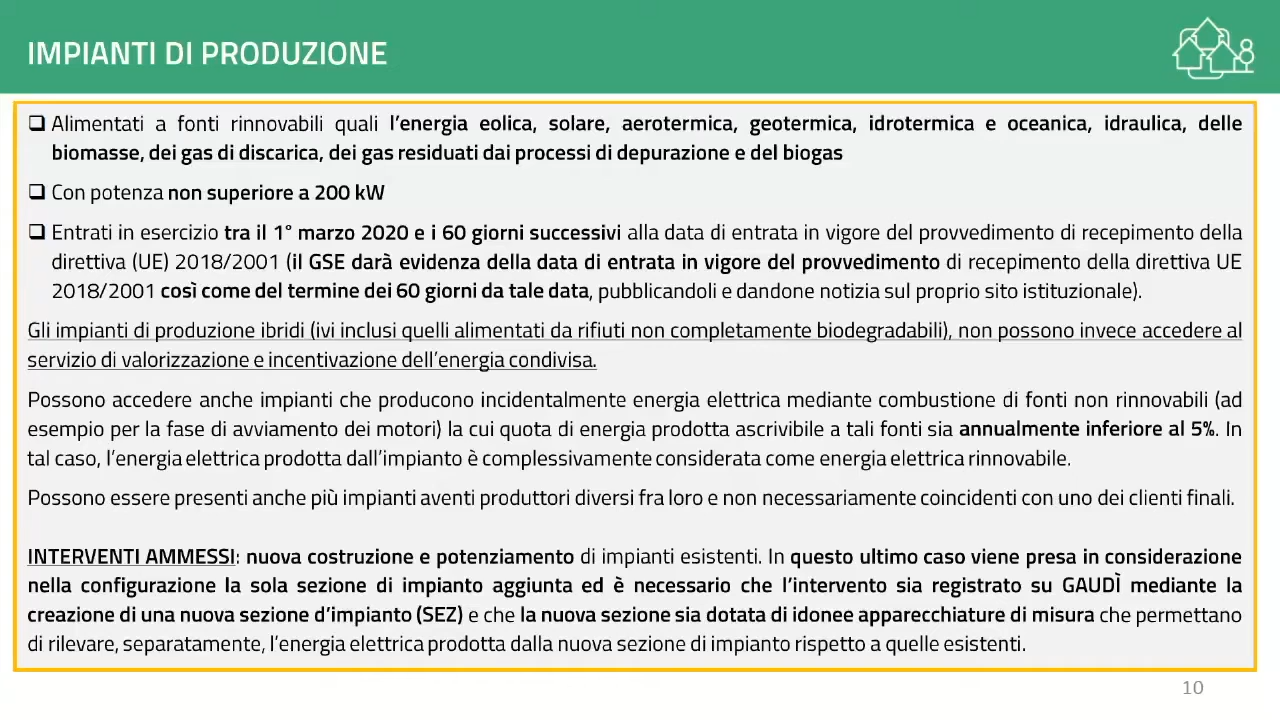 IMPIANTI DI PRODUZIONE
❑ Alimentati a fonti rinnovabili quali l'energia eolica, solare, aerotermica, geotermica, idrotermica e oceanica, idraulica, delle
biomasse, dei gas di discarica, dei gas residuati dai processi di depurazione e del biogas
❑ Con potenza non superiore a 200 kW
❑ Entrati in esercizio tra il 1° marzo 2020 e i 60 giorni successivi alla data di entrata in vigore del provvedimento di recepimento della
direttiva (UE) 2018/2001 (il GSE darà evidenza della data di entrata in vigore del provvedimento di recepimento della direttiva UE
2018/2001 così come del termine dei 60 giorni da tale data, pubblicandoli e dandone notizia sul proprio sito istituzionale).
Gli impianti di produzione ibridi (ivi inclusi quelli alimentati da rifiuti non completamente biodegradabili), non possono invece accedere al
servizio di valorizzazione e incentivazione dell'energia condivisa.
Possono accedere anche impianti che producono incidentalmente energia elettrica mediante combustione di fonti non rinnovabili (ad
esempio per la fase di avviamento dei motori) la cui quota di energia prodotta ascrivibile a tali fonti sia annualmente inferiore al 5%. In
tal caso, l'energia elettrica prodotta dall'impianto è complessivamente considerata come energia elettrica rinnovabile.
Possono essere presenti anche più impianti aventi produttori diversi fra loro e non necessariamente coincidenti con uno dei clienti finali.
INTERVENTI AMMESSI: nuova costruzione e potenziamento di impianti esistenti. In questo ultimo caso viene presa in considerazione
nella configurazione la sola sezione di impianto aggiunta ed è necessario che l'intervento sia registrato su GAUDÌ mediante la
creazione di una nuova sezione d'impianto (SEZ) e che la nuova sezione sia dotata di idonee apparecchiature di misura che permettano
di rilevare, separatamente, l'energia elettrica prodotta dalla nuova sezione di impianto rispetto a quelle esistenti.
10